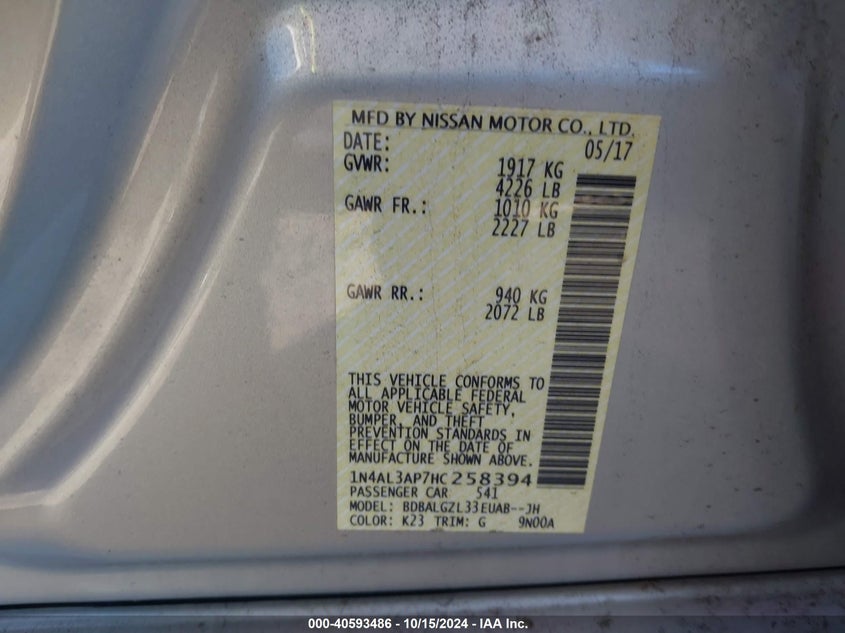 MFD BY NISSAN MOTOR CO., LTD.
DATE: 05/17
GVWR: 1917 KG
4226 LB
GAWR FR.: 1010 KG
2227 LB
GAWR RR.: 940 KG
2072 LB
THIS VEHICLE CONFORMS TO
ALL APPLICABLE FEDERAL
MOTOR VEHICLE SAFETY,
BUMPER, AND THEFT
PREVENTION STANDARDS IN
EFFECT ON THE DATE OF
MANUFACTURE SHOWN ABOVE.
1N4AL3AP7HC258394
PASSENGER CAR 541
MODEL: BDBALGZL33EUAB--JH
COLOR: K23 TRIM: G 9N00A
000-40593486 - 10/15/2024 - IAA Inc.